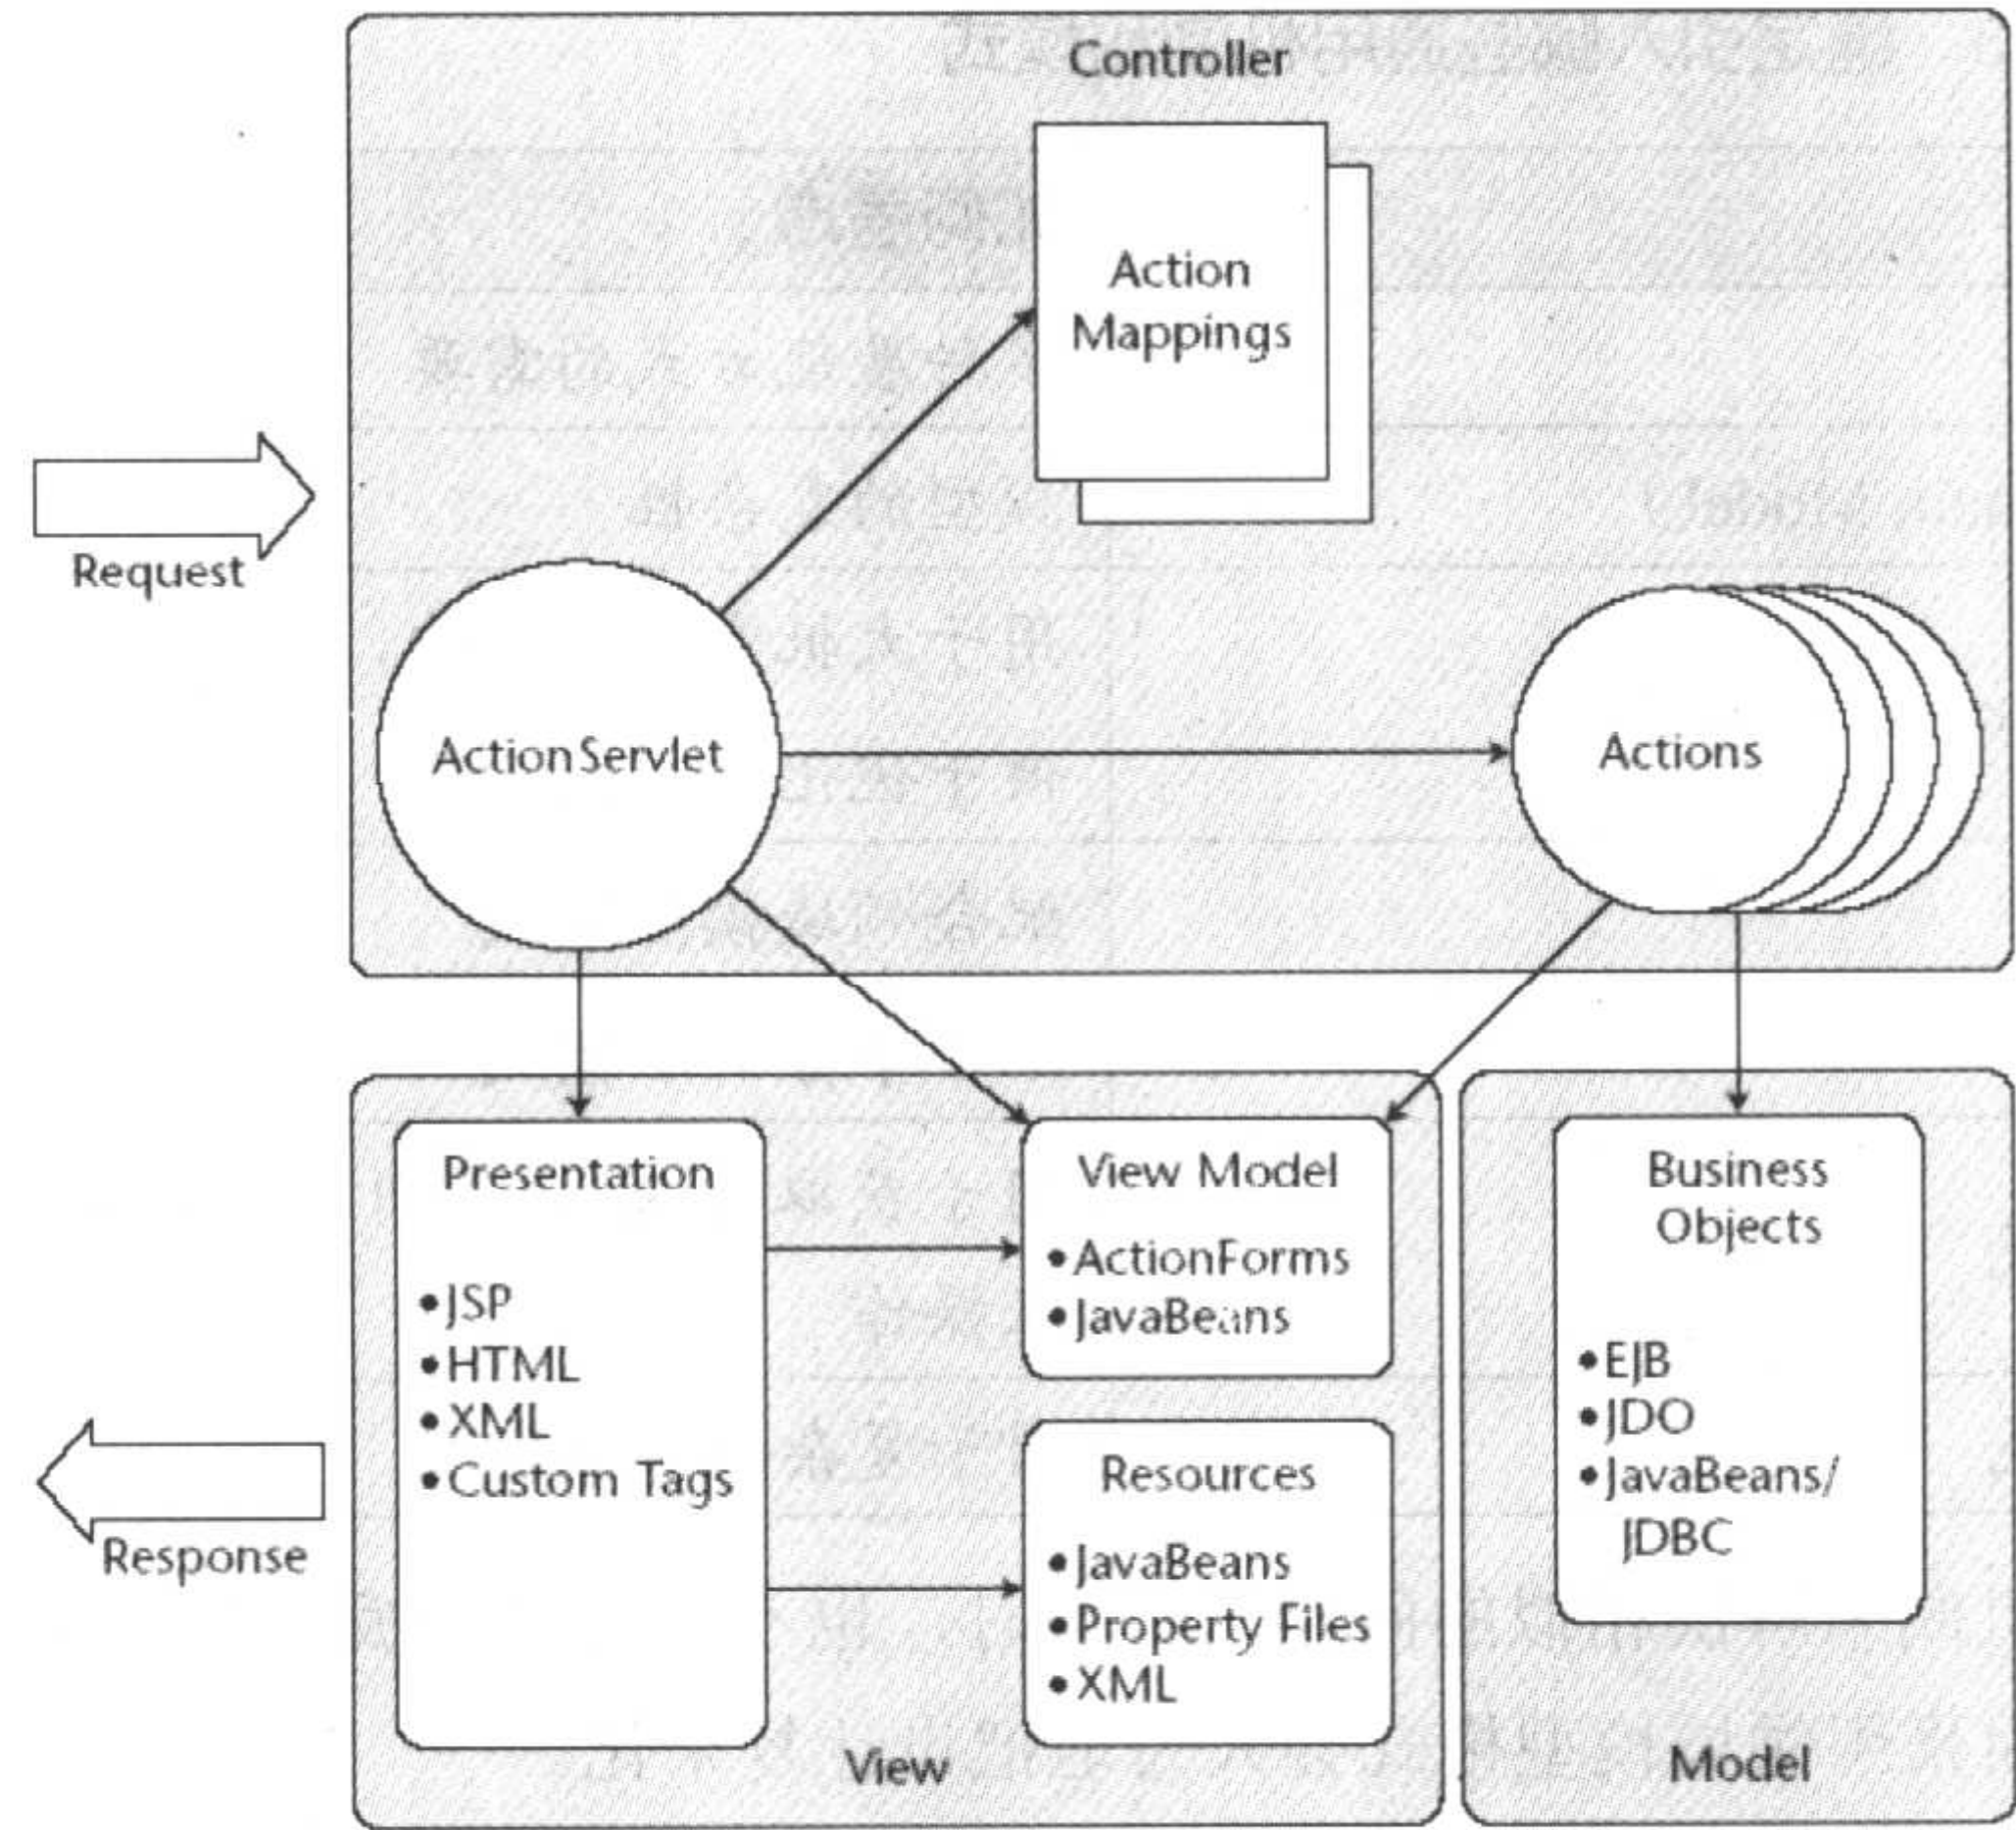 Controller
Action
Mappings
Request
ActionServlet
Actions
Presentation
• JSP
• HTML
• XML
• Custom Tags
View Model
• ActionForms
• JavaBeans
Resources
• JavaBeans
• Property Files
• XML
Business
Objects
• EJB
• JDO
• JavaBeans/
JDBC
Response
View
Model